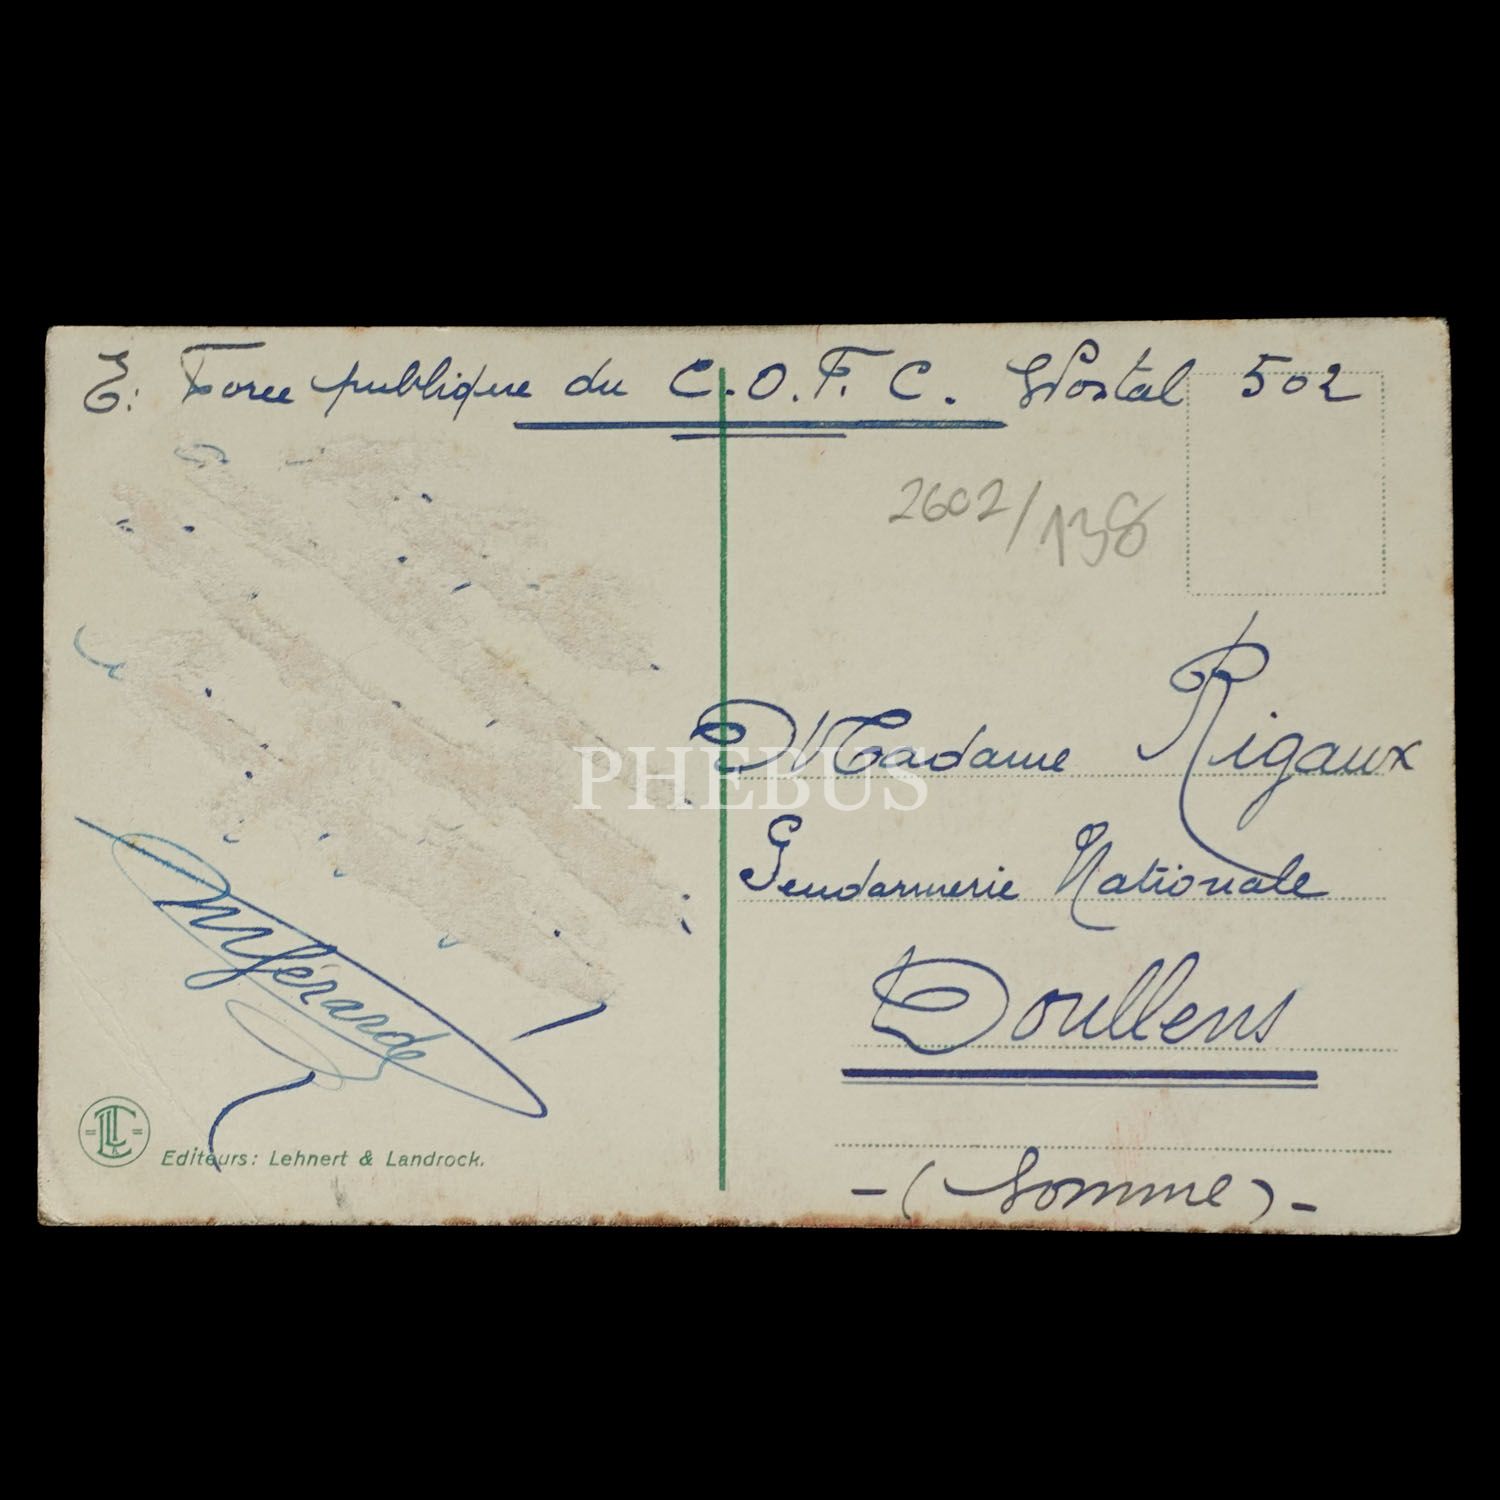 E: Force publique du C.O.F.C. Postal 502
2602/138
Madame Rigaux
Gendarmerie Nationale
Doullens
-(Somme)-
PHEBUS
Editeurs: Lehnert & Landrock.